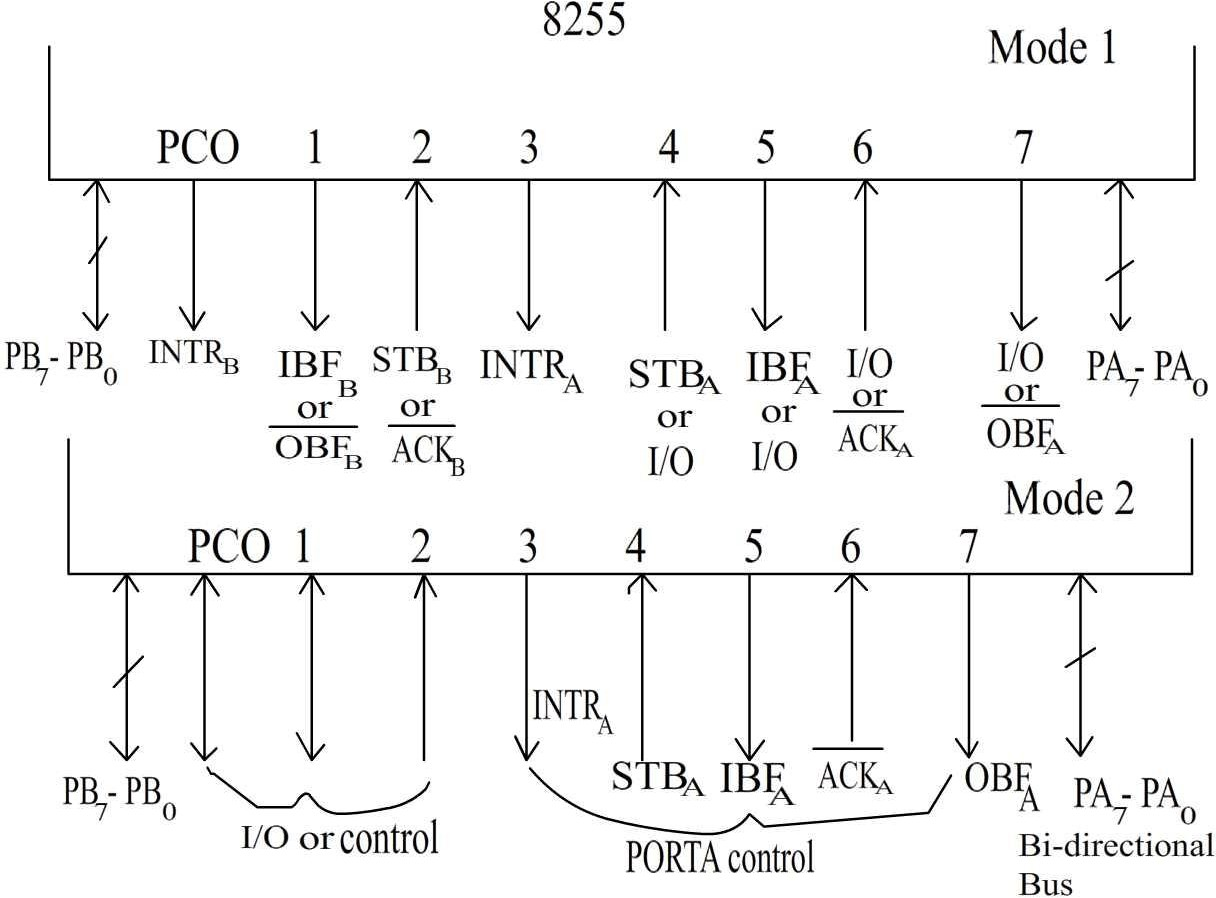 8255
Mode 1
PCO 1 2 3 4 5 6 7
PB7- PB0 INTRB IBFB or OBFB STBB or ACKB INTRA STBA or I/O IBFA or I/O I/O or ACKA I/O or OBFA PA7- PA0
Mode 2
PCO 1 2 3 4 5 6 7
INTRA
PB7- PB0 STBA IBFA ACKA OBFA PA7- PA0
I/O or control
PORTA control
Bi-directional
Bus